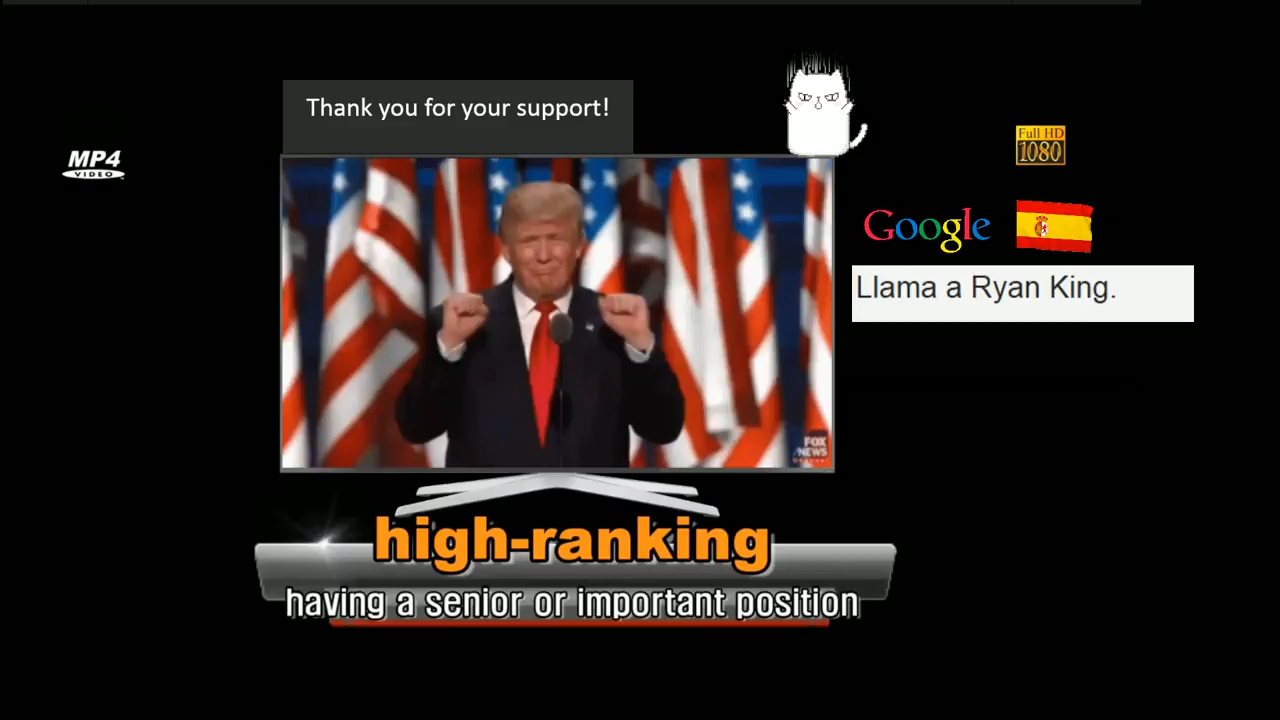 Thank you for your support!
MP4
VIDEO
Full HD
1080
Google
Llama a Ryan King.
FOX
NEWS
high-ranking
having a senior or important position